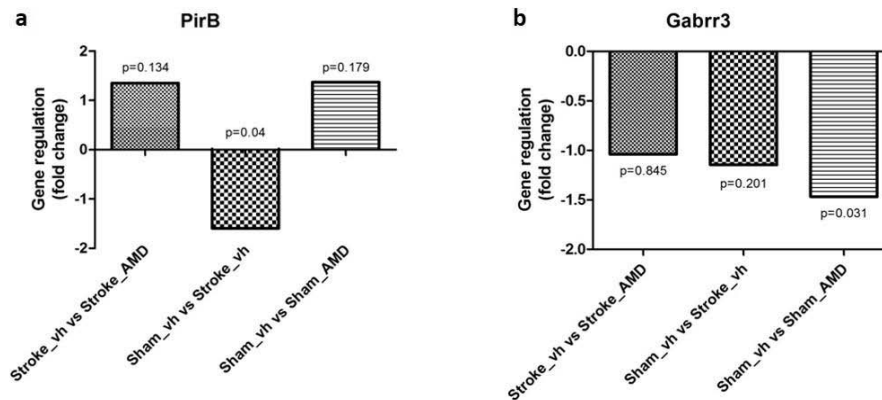 a
PirB
Gene regulation
(fold change)
2
1
0
-1
-2
p=0.134
p=0.04
p=0.179
Stroke_vh vs Stroke_AMD
Sham_vh vs Stroke_vh
Sham_vh vs Sham_AMD
b
Gabrr3
Gene regulation
(fold change)
0.0
-0.5
-1.0
-1.5
-2.0
p=0.845
p=0.201
p=0.031
Stroke_vh vs Stroke_AMD
Sham_vh vs Stroke_vh
Sham_vh vs Sham_AMD